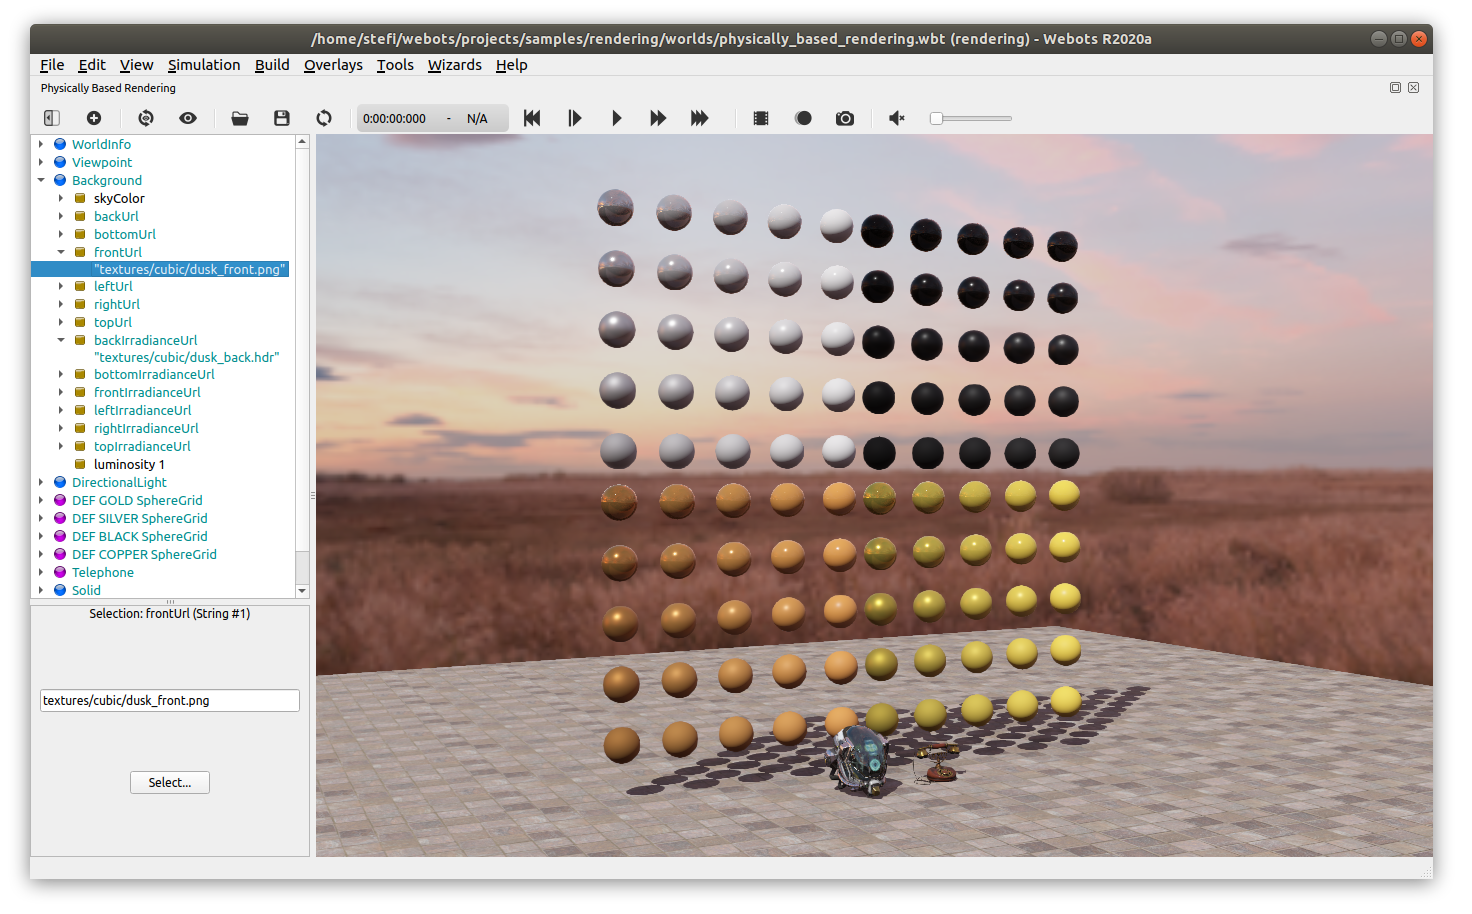 /home/stefi/webots/projects/samples/rendering/worlds/physically_based_rendering.wbt (rendering) - Webots R2020a
File Edit View Simulation Build Overlays Tools Wizards Help
Physically Based Rendering
0:00:00:000 - N/A
WorldInfo
Viewpoint
Background
skyColor
backUrl
bottomUrl
frontUrl
"textures/cubic/dusk_front.png"
leftUrl
rightUrl
topUrl
backIrradianceUrl
"textures/cubic/dusk_back.hdr"
bottomIrradianceUrl
frontIrradianceUrl
leftIrradianceUrl
rightIrradianceUrl
topIrradianceUrl
luminosity 1
DirectionalLight
DEF GOLD SphereGrid
DEF SILVER SphereGrid
DEF BLACK SphereGrid
DEF COPPER SphereGrid
Telephone
Solid
Selection: frontUrl (String #1)
textures/cubic/dusk_front.png
Select...